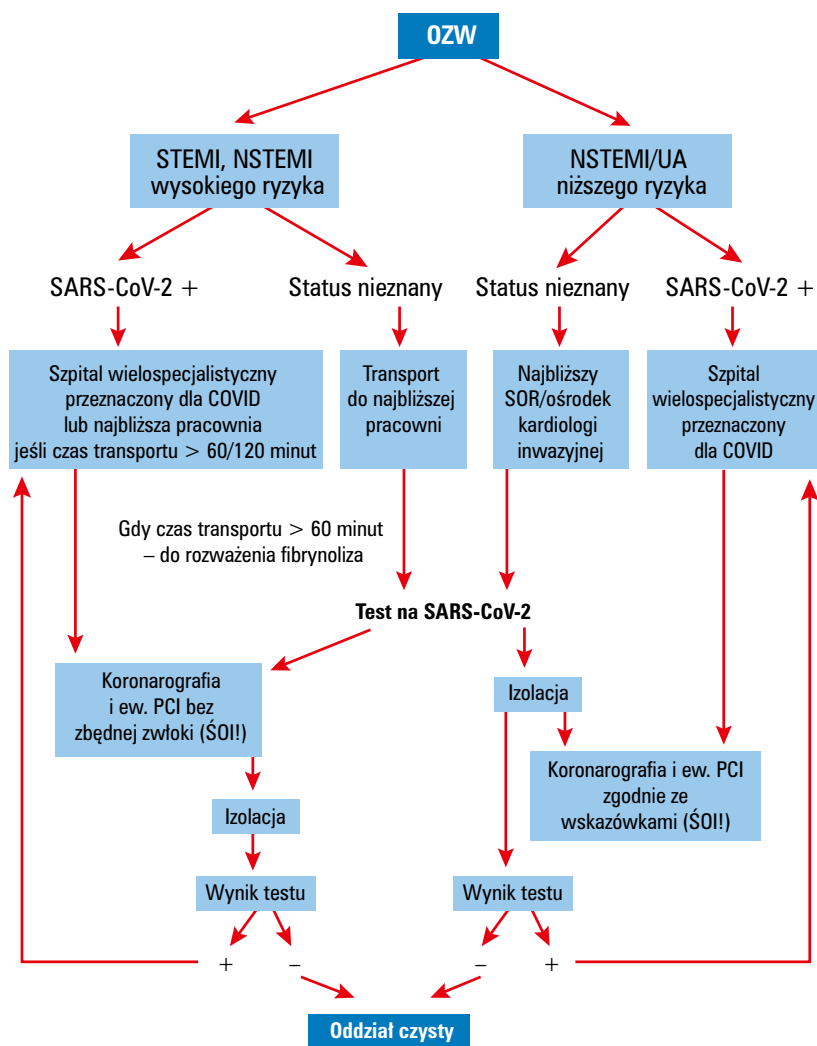 OZW
STEMI, NSTEMI
wysokiego ryzyka
NSTEMI/UA
niższego ryzyka
SARS-CoV-2 +
Status nieznany
Status nieznany
SARS-CoV-2 +
Szpital wielospecjalistyczny
przeznaczony dla COVID
lub najbliższa pracownia
jeśli czas transportu > 60/120 minut
Transport
do najbliższej
pracowni
Najbliższy
SOR/ośrodek
kardiologi
inwazyjnej
Szpital
wielospecjalistyczny
przeznaczony
dla COVID
Gdy czas transportu > 60 minut
– do rozważenia fibrynoliza
Test na SARS-CoV-2
Koronarografia
i ew. PCI bez
zbędnej zwłoki (ŚOI!)
Izolacja
Koronarografia i ew. PCI
zgodnie ze
wskazówkami (ŚOI!)
Izolacja
Wynik testu
Wynik testu
+
–
–
+
Oddział czysty